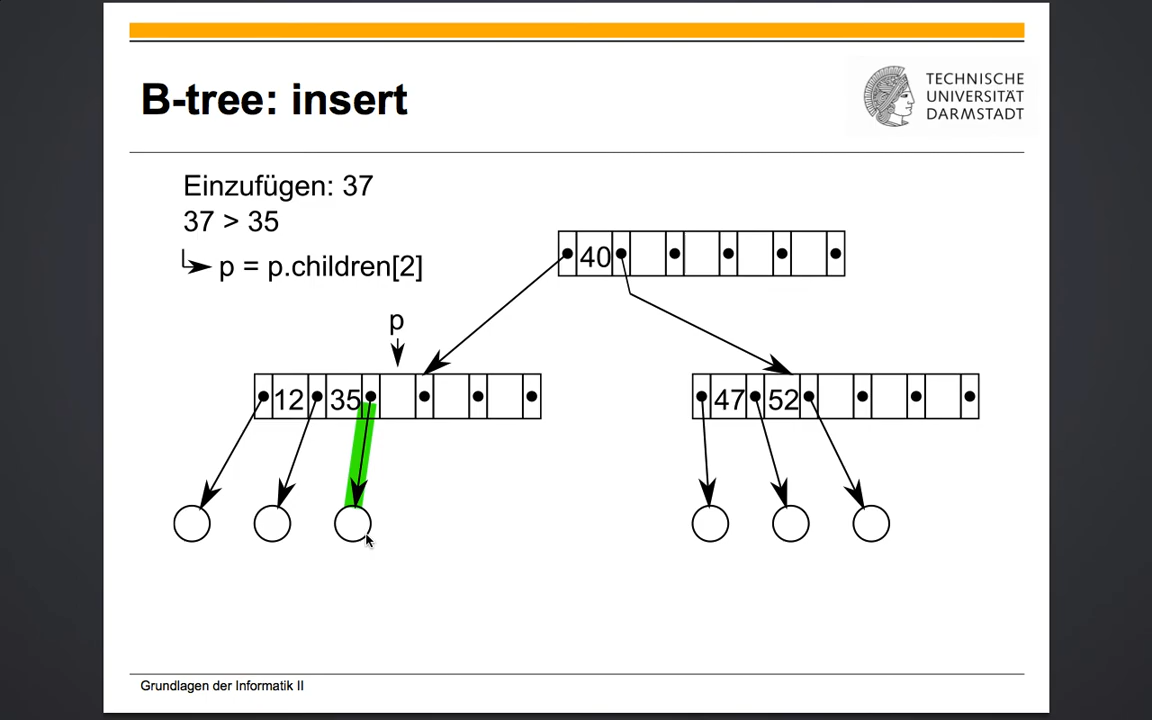 B-tree: insert
TECHNISCHE
UNIVERSITÄT
DARMSTADT
Einzufügen: 37
37 > 35
p = p.children[2]
40
p
12 35
47 52
Grundlagen der Informatik II